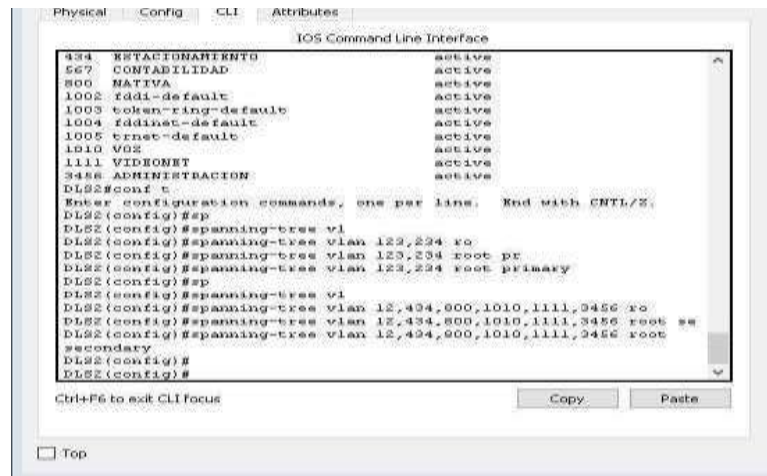 Physical Config CLI Attributes
IOS Command Line Interface
434 ESTACIONAMIENTO active
567 CONTABILIDAD active
800 NATIVA active
1002 fddi-default active
1003 token-ring-default active
1004 fddinet-default active
1005 trnet-default active
1010 VOZ active
1111 VIDEONET active
3456 ADMINISTRACION active
DLS2#conf t
Enter configuration commands, one per line. End with CNTL/Z.
DLS2(config)#sp
DLS2(config)#spanning-tree vl
DLS2(config)#spanning-tree vlan 123,234 ro
DLS2(config)#spanning-tree vlan 123,234 root pr
DLS2(config)#spanning-tree vlan 123,234 root primary
DLS2(config)#sp
DLS2(config)#spanning-tree vl
DLS2(config)#spanning-tree vlan 12,434,800,1010,1111,3456 ro
DLS2(config)#spanning-tree vlan 12,434,800,1010,1111,3456 root se
DLS2(config)#spanning-tree vlan 12,434,800,1010,1111,3456 root
secondary
DLS2(config)#
DLS2(config)#
Ctrl+F6 to exit CLI focus Copy Paste
Top